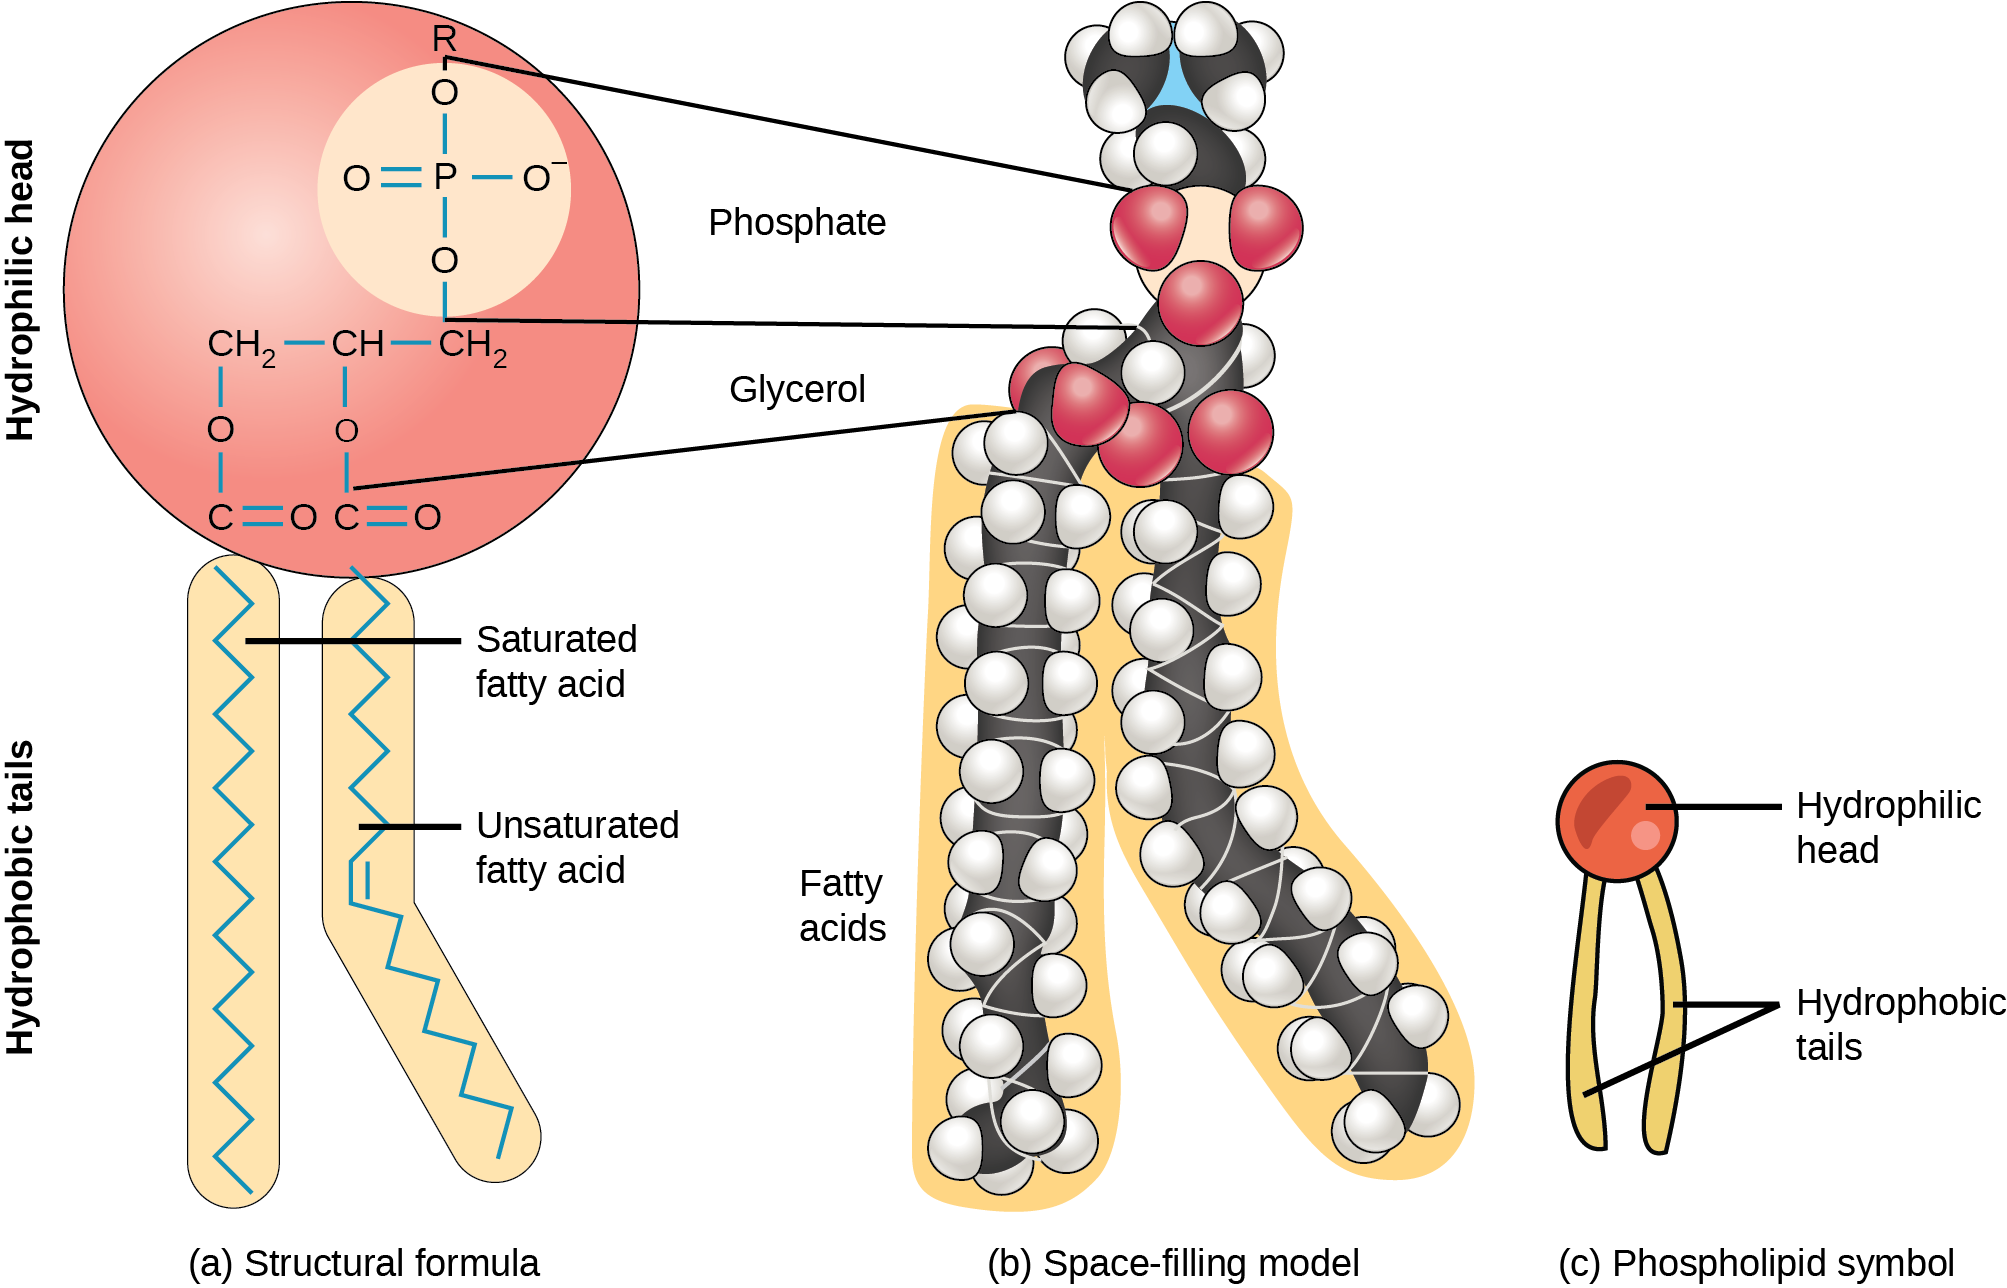 Hydrophilic head
Hydrophobic tails
R
O
O P O−
O
CH2 CH CH2
O O
C O C O
Phosphate
Glycerol
Saturated
fatty acid
Unsaturated
fatty acid
Fatty
acids
Hydrophilic
head
Hydrophobic
tails
(a) Structural formula
(b) Space-filling model
(c) Phospholipid symbol